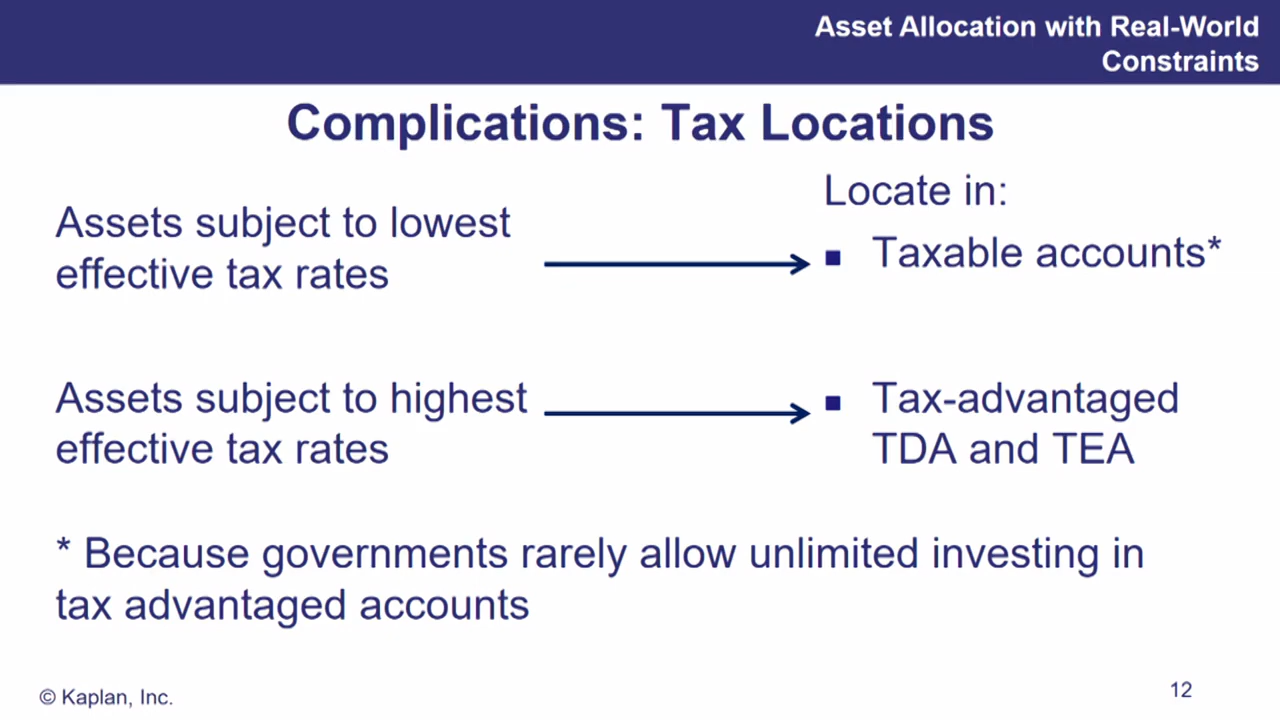 Asset Allocation with Real-World
Constraints
Complications: Tax Locations
Assets subject to lowest
effective tax rates
Locate in:
▪ Taxable accounts*
Assets subject to highest
effective tax rates
▪ Tax-advantaged
TDA and TEA
* Because governments rarely allow unlimited investing in
tax advantaged accounts
© Kaplan, Inc.
12